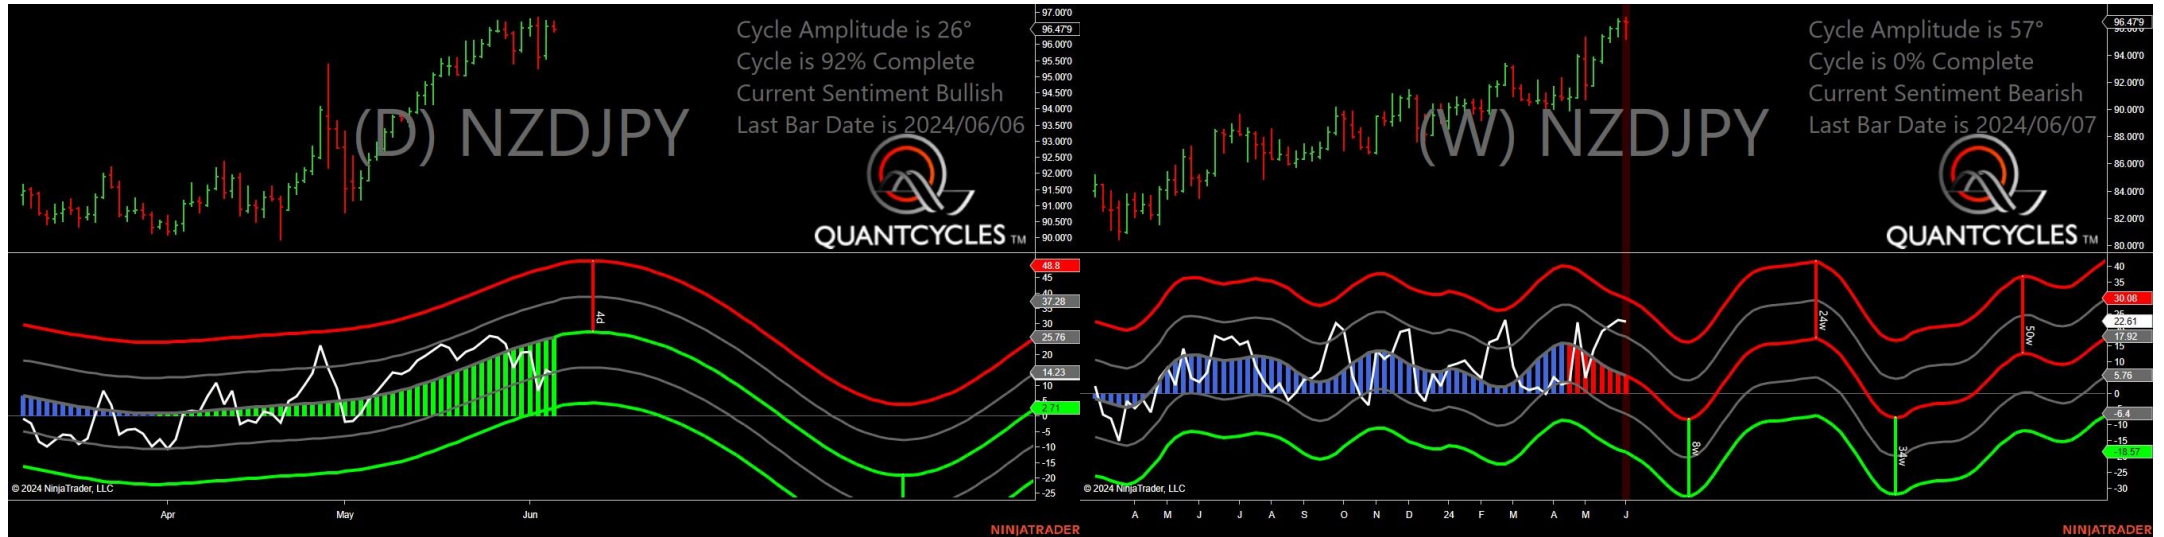 Cycle Amplitude is 26°
Cycle is 92% Complete
Current Sentiment Bullish
Last Bar Date is 2024/06/06
(D) NZDJPY
QUANTCYCLES TM
97.00'0
96.47'9
96.00'0
95.50'0
95.00'0
94.50'0
94.00'0
93.50'0
93.00'0
92.50'0
92.00'0
91.50'0
91.00'0
90.50'0
90.00'0
48.8
45
40
37.28
35
30
25.76
20
14.23
10
5
2.71
-5
-10
-15
-20
-25
4d
© 2024 NinjaTrader, LLC
Apr
May
Jun
NINJATRADER
Cycle Amplitude is 57°
Cycle is 0% Complete
Current Sentiment Bearish
Last Bar Date is 2024/06/07
(W) NZDJPY
QUANTCYCLES TM
96.47'9
94.00'0
92.00'0
90.00'0
88.00'0
86.00'0
84.00'0
82.00'0
80.00'0
40
35
30.08
22.61
17.92
15
10
5.76
0
-6.4
-10
-15
-18.57
-25
-30
8w
24w
34w
50w
© 2024 NinjaTrader, LLC
A M J J A S O N D 24 F M A M J
NINJATRADER